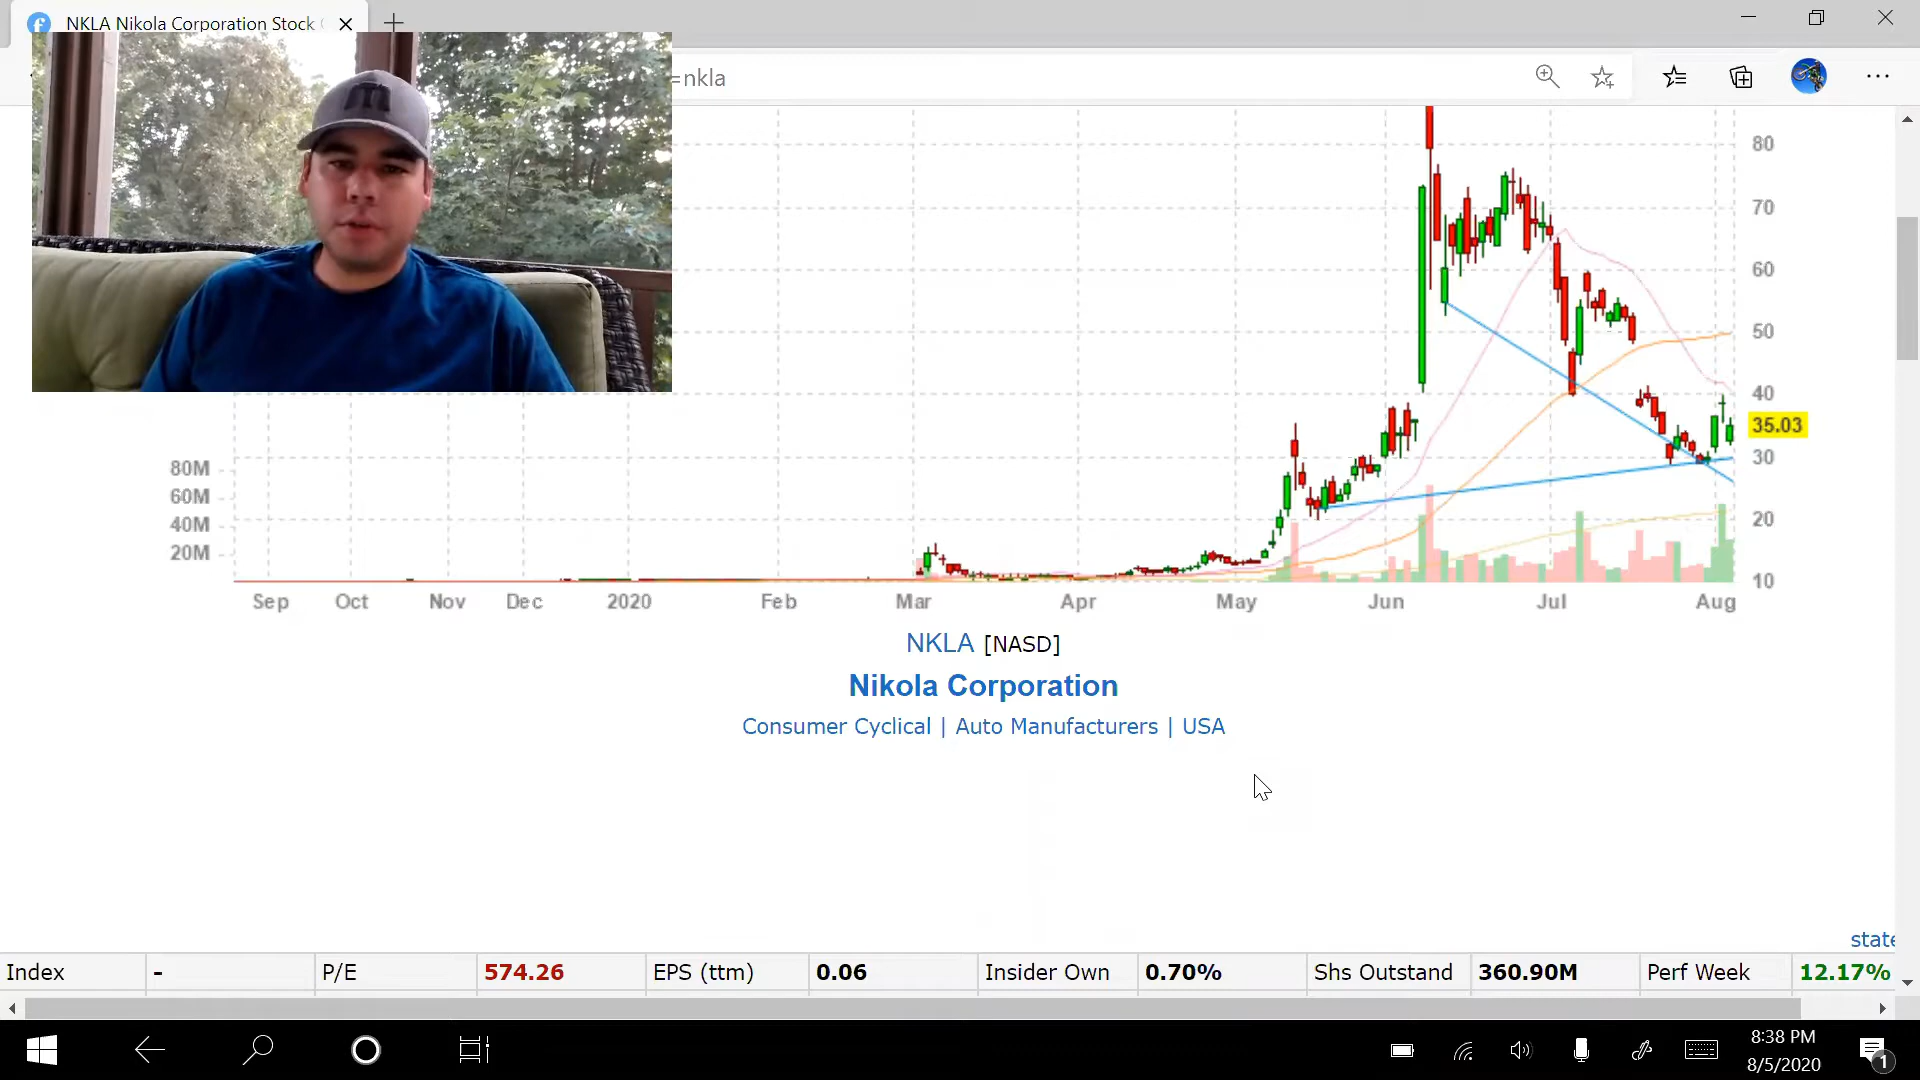 NKLA Nikola Corporation Stock
=nkla
80
70
60
50
40
35.03
30
20
10
80M
60M
40M
20M
Sep Oct Nov Dec 2020 Feb Mar Apr May Jun Jul Aug
NKLA [NASD]
Nikola Corporation
Consumer Cyclical | Auto Manufacturers | USA
state
Index - P/E 574.26 EPS (ttm) 0.06 Insider Own 0.70% Shs Outstand 360.90M Perf Week 12.17%
8:38 PM
8/5/2020
1